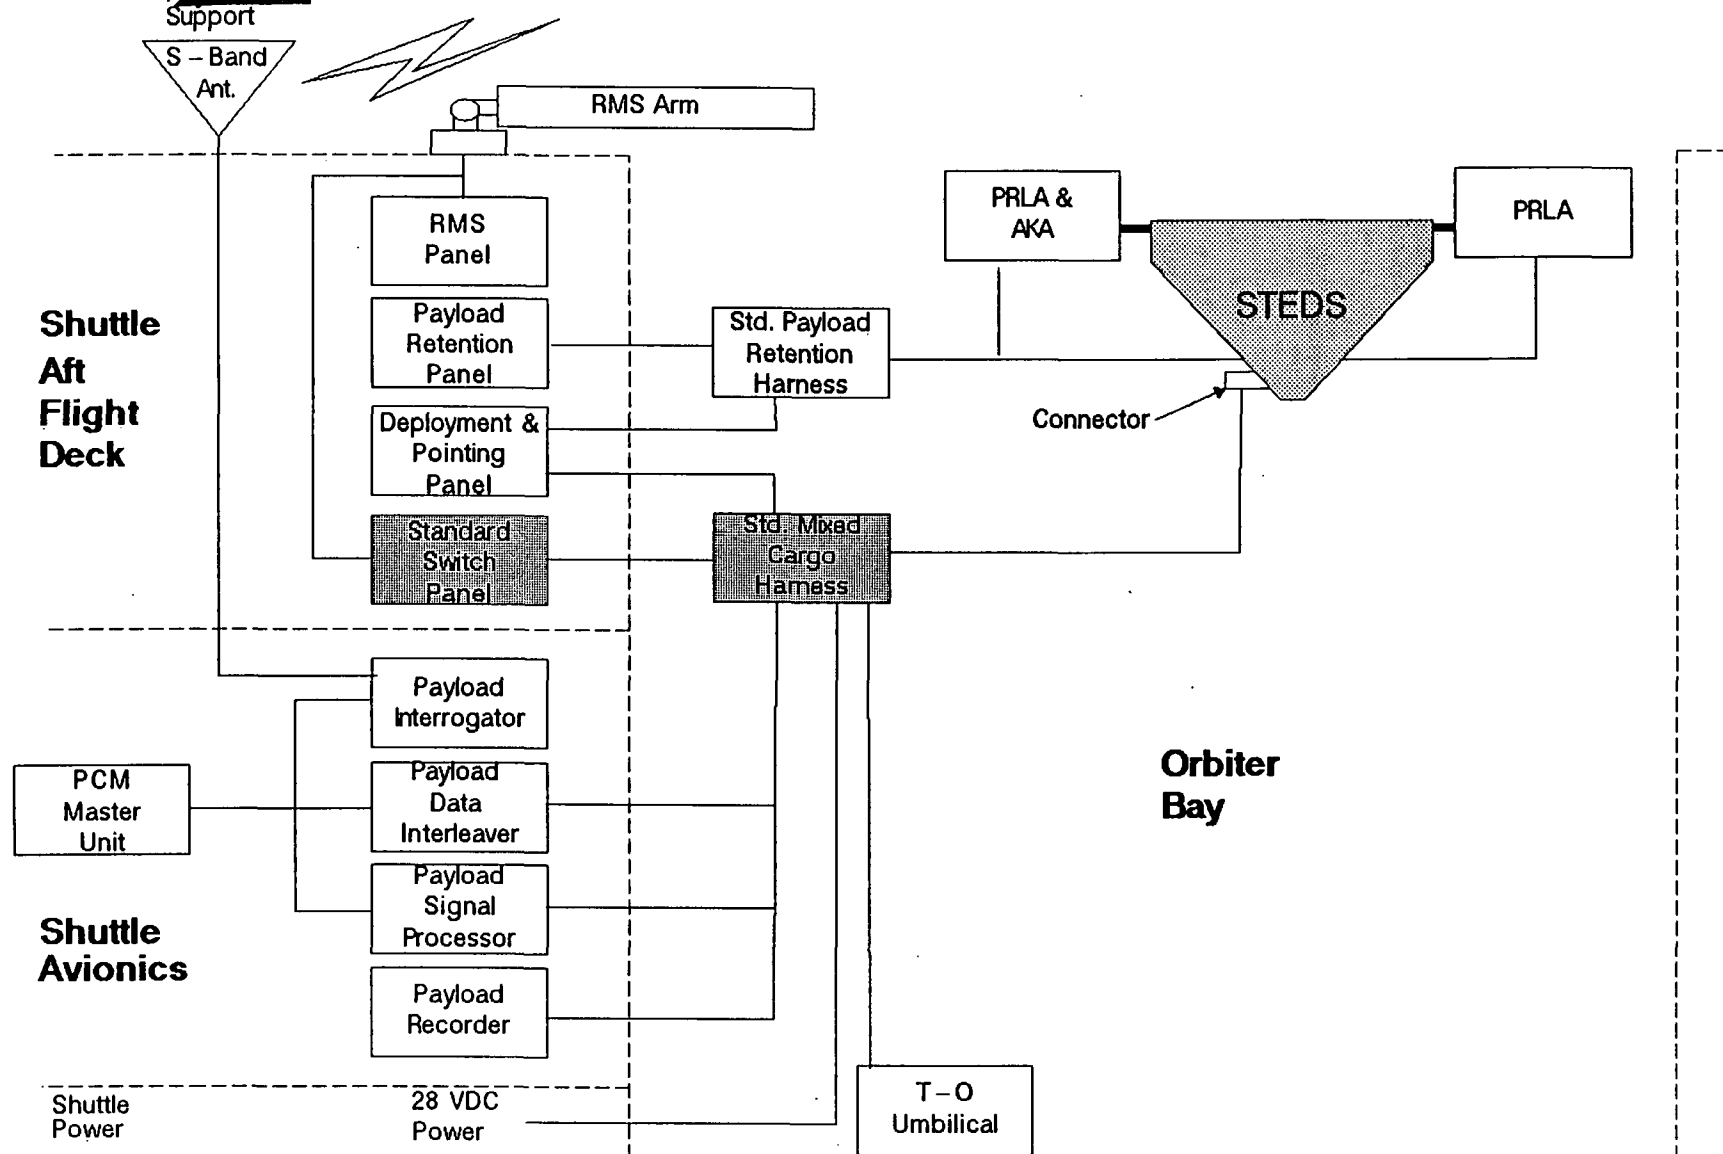 Support
S – Band
Ant.
RMS Arm
RMS
Panel
PRLA &
AKA
PRLA
Shuttle
Aft
Flight
Deck
Payload
Retention
Panel
Std. Payload
Retention
Harness
STEDS
Connector
Deployment &
Pointing
Panel
Standard
Switch
Panel
Std. Mixed
Cargo
Harness
Payload
Interrogator
PCM
Master
Unit
Payload
Data
Interleaver
Orbiter
Bay
Payload
Signal
Processor
Shuttle
Avionics
Payload
Recorder
Shuttle
Power
28 VDC
Power
T – O
Umbilical